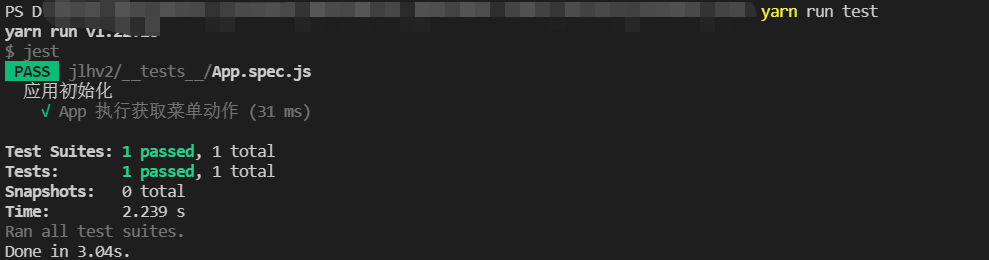 PS D yarn run test
yarn run v1.22.
$ jest
PASS jlhv2/__tests__/App.spec.js
应用初始化
√ App 执行获取菜单动作 (31 ms)
Test Suites: 1 passed, 1 total
Tests: 1 passed, 1 total
Snapshots: 0 total
Time: 2.239 s
Ran all test suites.
Done in 3.04s.